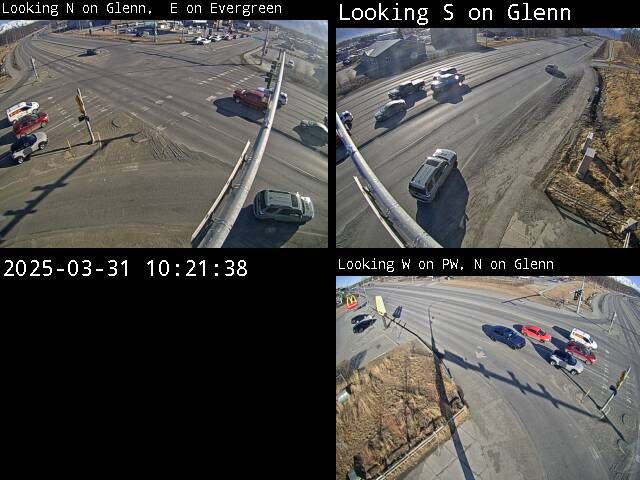 Looking N on Glenn,  E on Evergreen
Looking S on Glenn
2025-03-31 10:21:38
Looking W on PW, N on Glenn